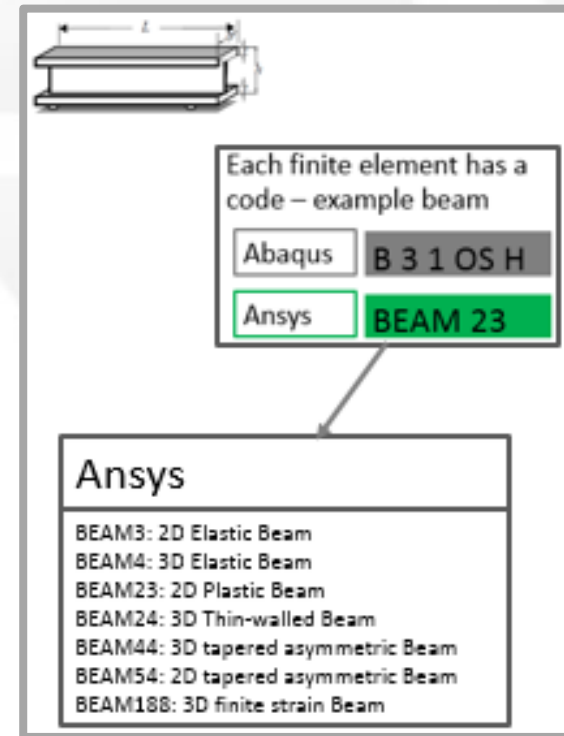 L
Each finite element has a
code – example beam
Abaqus B 3 1 OS H
Ansys BEAM 23
Ansys
BEAM3: 2D Elastic Beam
BEAM4: 3D Elastic Beam
BEAM23: 2D Plastic Beam
BEAM24: 3D Thin-walled Beam
BEAM44: 3D tapered asymmetric Beam
BEAM54: 2D tapered asymmetric Beam
BEAM188: 3D finite strain Beam